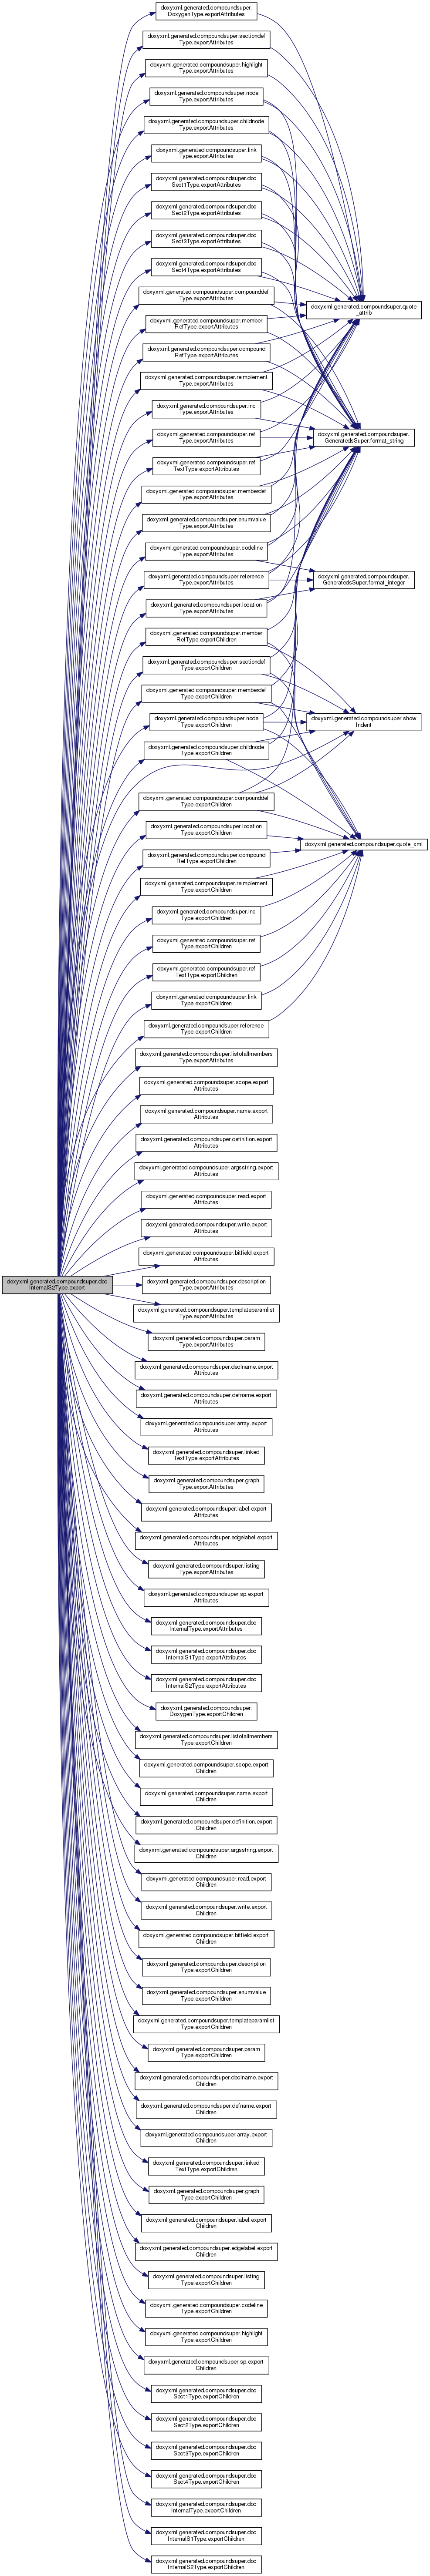 doxyxml.generated.compoundsuper.
DoxygenType.exportAttributes
doxyxml.generated.compoundsuper.sectiondef
Type.exportAttributes
doxyxml.generated.compoundsuper.highlight
Type.exportAttributes
doxyxml.generated.compoundsuper.node
Type.exportAttributes
doxyxml.generated.compoundsuper.childnode
Type.exportAttributes
doxyxml.generated.compoundsuper.link
Type.exportAttributes
doxyxml.generated.compoundsuper.doc
Sect1Type.exportAttributes
doxyxml.generated.compoundsuper.doc
Sect2Type.exportAttributes
doxyxml.generated.compoundsuper.doc
Sect3Type.exportAttributes
doxyxml.generated.compoundsuper.doc
Sect4Type.exportAttributes
doxyxml.generated.compoundsuper.compounddef
Type.exportAttributes
doxyxml.generated.compoundsuper.quote
_attrib
doxyxml.generated.compoundsuper.member
RefType.exportAttributes
doxyxml.generated.compoundsuper.compound
RefType.exportAttributes
doxyxml.generated.compoundsuper.reimplement
Type.exportAttributes
doxyxml.generated.compoundsuper.inc
Type.exportAttributes
doxyxml.generated.compoundsuper.ref
Type.exportAttributes
doxyxml.generated.compoundsuper.
GeneratedsSuper.format_string
doxyxml.generated.compoundsuper.ref
TextType.exportAttributes
doxyxml.generated.compoundsuper.memberdef
Type.exportAttributes
doxyxml.generated.compoundsuper.enumvalue
Type.exportAttributes
doxyxml.generated.compoundsuper.codeline
Type.exportAttributes
doxyxml.generated.compoundsuper.reference
Type.exportAttributes
doxyxml.generated.compoundsuper.
GeneratedsSuper.format_integer
doxyxml.generated.compoundsuper.location
Type.exportAttributes
doxyxml.generated.compoundsuper.member
RefType.exportChildren
doxyxml.generated.compoundsuper.sectiondef
Type.exportChildren
doxyxml.generated.compoundsuper.memberdef
Type.exportChildren
doxyxml.generated.compoundsuper.node
Type.exportChildren
doxyxml.generated.compoundsuper.show
Indent
doxyxml.generated.compoundsuper.childnode
Type.exportChildren
doxyxml.generated.compoundsuper.compounddef
Type.exportChildren
doxyxml.generated.compoundsuper.location
Type.exportChildren
doxyxml.generated.compoundsuper.quote_xml
doxyxml.generated.compoundsuper.compound
RefType.exportChildren
doxyxml.generated.compoundsuper.reimplement
Type.exportChildren
doxyxml.generated.compoundsuper.inc
Type.exportChildren
doxyxml.generated.compoundsuper.ref
Type.exportChildren
doxyxml.generated.compoundsuper.ref
TextType.exportChildren
doxyxml.generated.compoundsuper.link
Type.exportChildren
doxyxml.generated.compoundsuper.reference
Type.exportChildren
doxyxml.generated.compoundsuper.listofallmembers
Type.exportAttributes
doxyxml.generated.compoundsuper.scope.export
Attributes
doxyxml.generated.compoundsuper.name.export
Attributes
doxyxml.generated.compoundsuper.definition.export
Attributes
doxyxml.generated.compoundsuper.argsstring.export
Attributes
doxyxml.generated.compoundsuper.read.export
Attributes
doxyxml.generated.compoundsuper.write.export
Attributes
doxyxml.generated.compoundsuper.bitfield.export
Attributes
doxyxml.generated.compoundsuper.doc
InternalS2Type.export
doxyxml.generated.compoundsuper.description
Type.exportAttributes
doxyxml.generated.compoundsuper.templateparamlist
Type.exportAttributes
doxyxml.generated.compoundsuper.param
Type.exportAttributes
doxyxml.generated.compoundsuper.declname.export
Attributes
doxyxml.generated.compoundsuper.defname.export
Attributes
doxyxml.generated.compoundsuper.array.export
Attributes
doxyxml.generated.compoundsuper.linked
TextType.exportAttributes
doxyxml.generated.compoundsuper.graph
Type.exportAttributes
doxyxml.generated.compoundsuper.label.export
Attributes
doxyxml.generated.compoundsuper.edgelabel.export
Attributes
doxyxml.generated.compoundsuper.listing
Type.exportAttributes
doxyxml.generated.compoundsuper.sp.export
Attributes
doxyxml.generated.compoundsuper.doc
InternalType.exportAttributes
doxyxml.generated.compoundsuper.doc
InternalS1Type.exportAttributes
doxyxml.generated.compoundsuper.doc
InternalS2Type.exportAttributes
doxyxml.generated.compoundsuper.
DoxygenType.exportChildren
doxyxml.generated.compoundsuper.listofallmembers
Type.exportChildren
doxyxml.generated.compoundsuper.scope.export
Children
doxyxml.generated.compoundsuper.name.export
Children
doxyxml.generated.compoundsuper.definition.export
Children
doxyxml.generated.compoundsuper.argsstring.export
Children
doxyxml.generated.compoundsuper.read.export
Children
doxyxml.generated.compoundsuper.write.export
Children
doxyxml.generated.compoundsuper.bitfield.export
Children
doxyxml.generated.compoundsuper.description
Type.exportChildren
doxyxml.generated.compoundsuper.enumvalue
Type.exportChildren
doxyxml.generated.compoundsuper.templateparamlist
Type.exportChildren
doxyxml.generated.compoundsuper.param
Type.exportChildren
doxyxml.generated.compoundsuper.declname.export
Children
doxyxml.generated.compoundsuper.defname.export
Children
doxyxml.generated.compoundsuper.array.export
Children
doxyxml.generated.compoundsuper.linked
TextType.exportChildren
doxyxml.generated.compoundsuper.graph
Type.exportChildren
doxyxml.generated.compoundsuper.label.export
Children
doxyxml.generated.compoundsuper.edgelabel.export
Children
doxyxml.generated.compoundsuper.listing
Type.exportChildren
doxyxml.generated.compoundsuper.codeline
Type.exportChildren
doxyxml.generated.compoundsuper.highlight
Type.exportChildren
doxyxml.generated.compoundsuper.sp.export
Children
doxyxml.generated.compoundsuper.doc
Sect1Type.exportChildren
doxyxml.generated.compoundsuper.doc
Sect2Type.exportChildren
doxyxml.generated.compoundsuper.doc
Sect3Type.exportChildren
doxyxml.generated.compoundsuper.doc
Sect4Type.exportChildren
doxyxml.generated.compoundsuper.doc
InternalType.exportChildren
doxyxml.generated.compoundsuper.doc
InternalS1Type.exportChildren
doxyxml.generated.compoundsuper.doc
InternalS2Type.exportChildren